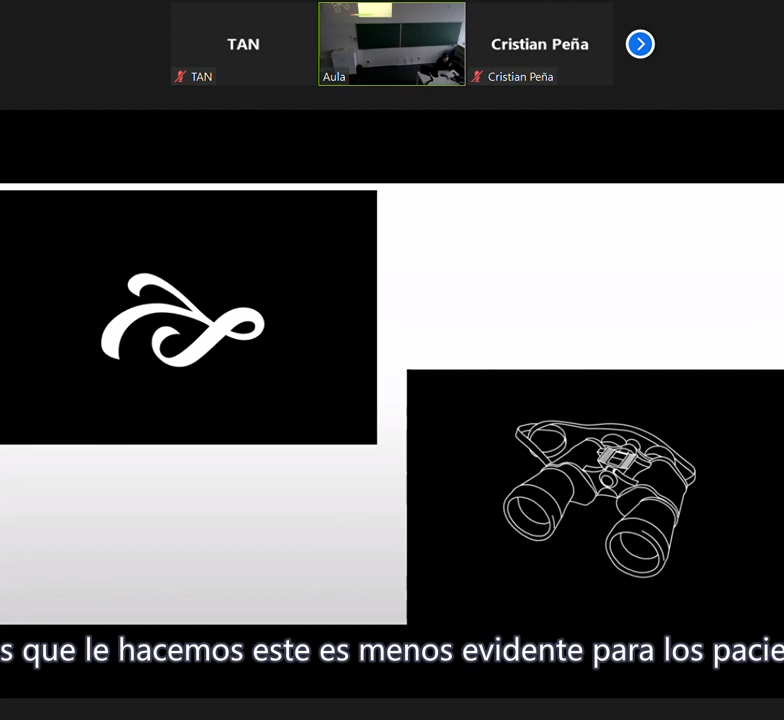 TAN
Cristian Peña
TAN
Aula
Cristian Peña
s que le hacemos este es menos evidente para los pacie